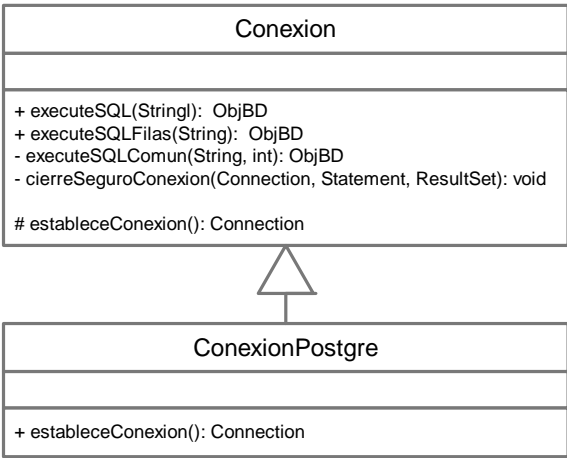 Conexion
+ executeSQL(Stringl): ObjBD
+ executeSQLFilas(String): ObjBD
- executeSQLComun(String, int): ObjBD
- cierreSeguroConexion(Connection, Statement, ResultSet): void
# estableceConexion(): Connection
ConexionPostgre
+ estableceConexion(): Connection